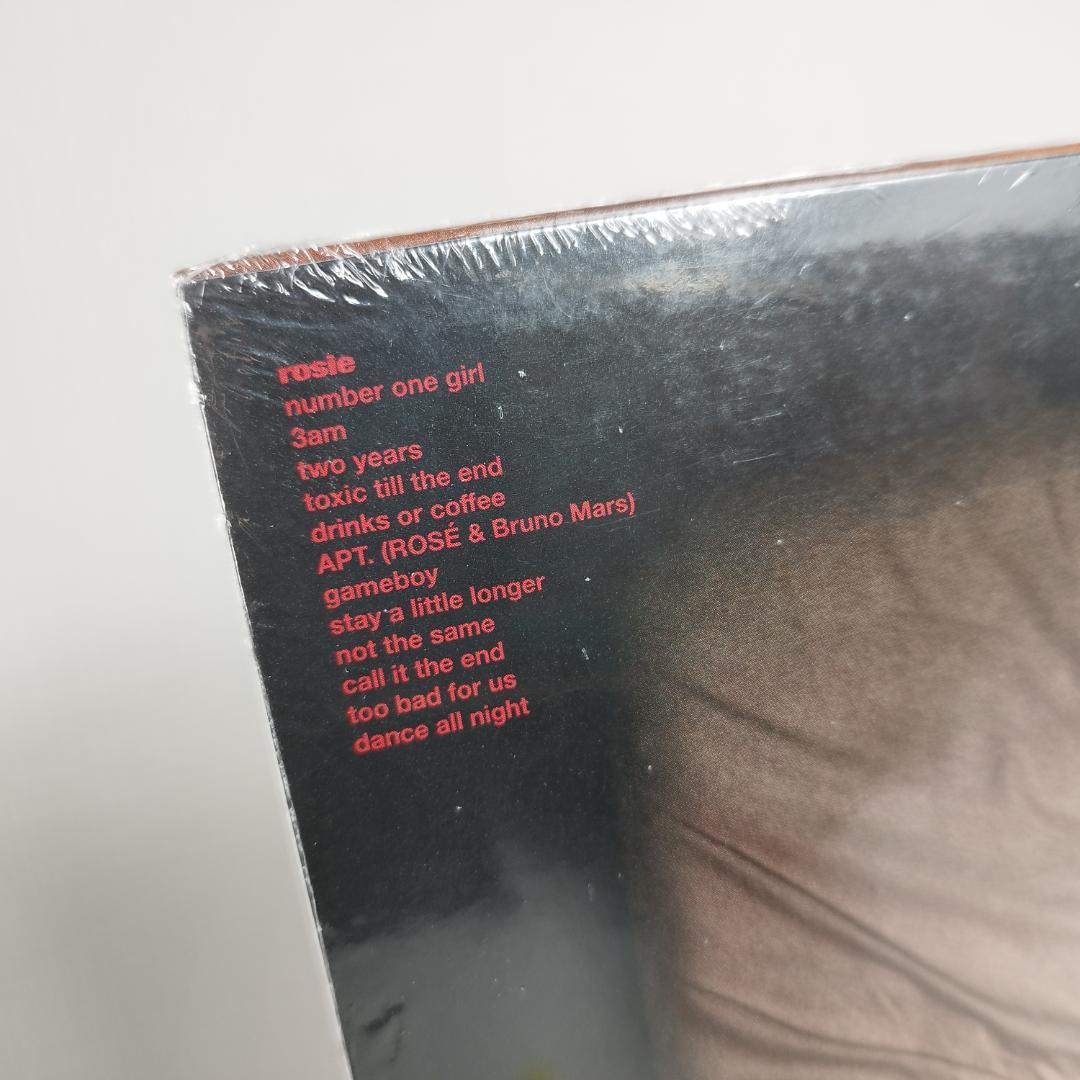 rosie
number one girl
3am
two years
toxic till the end
drinks or coffee
APT. (ROSÉ & Bruno Mars)
gameboy
stay a little longer
not the same
call it the end
too bad for us
dance all night